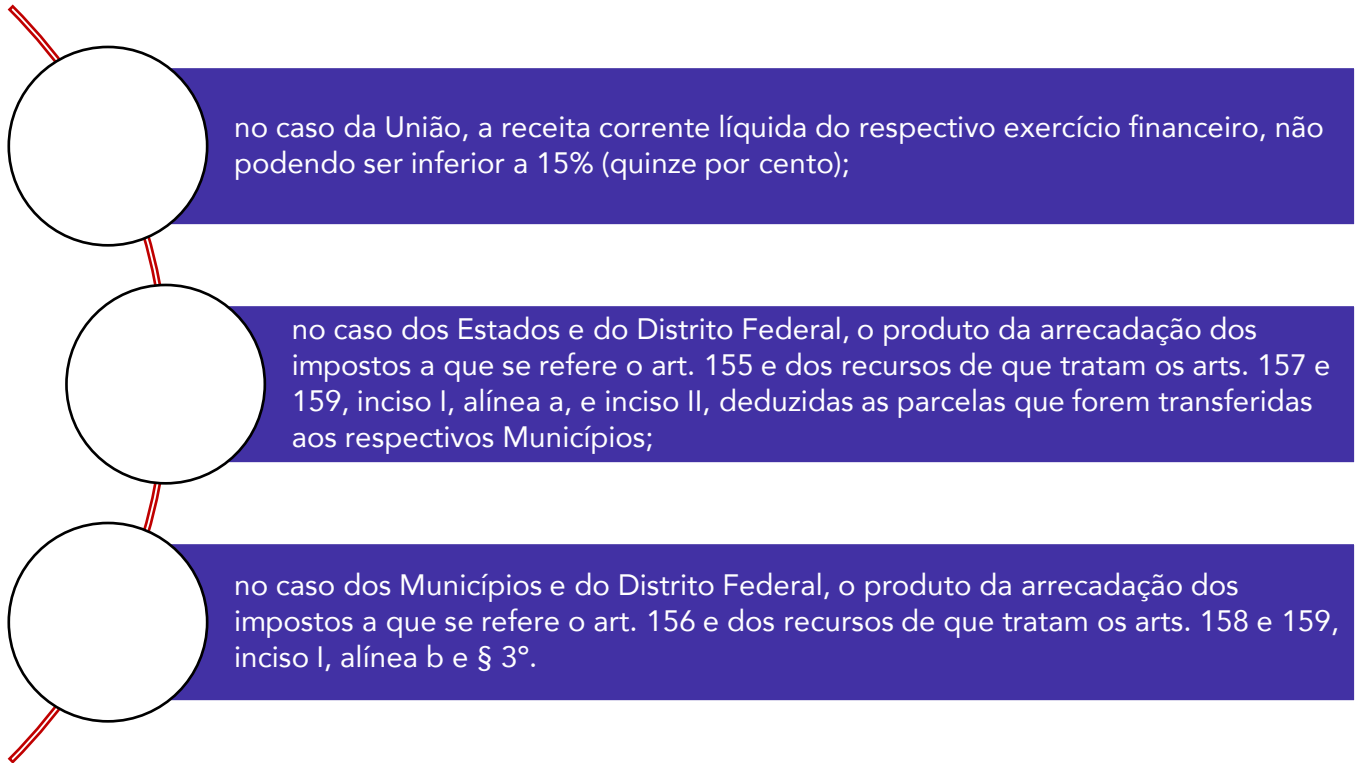 no caso da União, a receita corrente líquida do respectivo exercício financeiro, não
podendo ser inferior a 15% (quinze por cento);
no caso dos Estados e do Distrito Federal, o produto da arrecadação dos
impostos a que se refere o art. 155 e dos recursos de que tratam os arts. 157 e
159, inciso I, alínea a, e inciso II, deduzidas as parcelas que forem transferidas
aos respectivos Municípios;
no caso dos Municípios e do Distrito Federal, o produto da arrecadação dos
impostos a que se refere o art. 156 e dos recursos de que tratam os arts. 158 e 159,
inciso I, alínea b e § 3º.